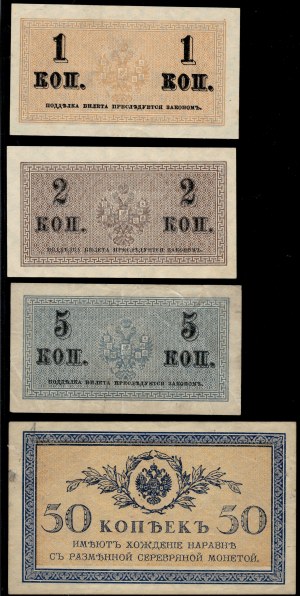 1 1
КОП. КОП.
ПОДДѢЛКА БИЛЕТА ПРЕСЛѢДУЕТСЯ ЗАКОНОМЪ.
2 2
КОП. КОП.
ПОДДѢЛКА БИЛЕТА ПРЕСЛѢДУЕТСЯ ЗАКОНОМЪ.
5 5
КОП. КОП.
ПОДДѢЛКА БИЛЕТА ПРЕСЛѢДУЕТСЯ ЗАКОНОМЪ.
50 КОПѢЕКЪ 50
ИМѢЮТЪ ХОЖДЕНІЕ НАРАВНѢ
СЪ РАЗМѢННОЙ СЕРЕБРЯНОЙ МОНЕТОЙ.